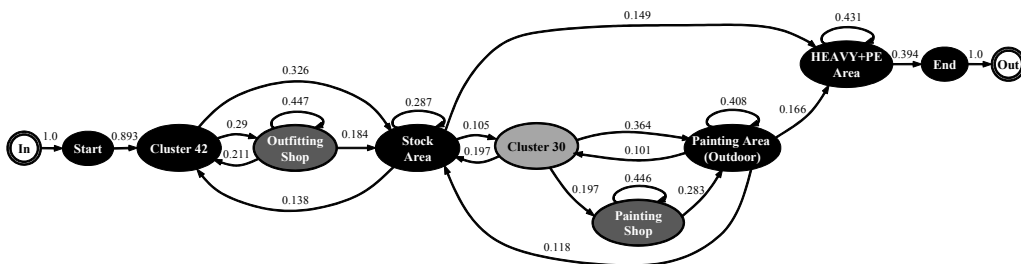 0.149
0.431
HEAVY+PE
Area
0.394
End
1.0
Out
0.326
0.447
0.287
0.408
0.166
In
1.0
Start
0.893
Cluster 42
0.29
0.211
Outfitting
Shop
0.184
Stock
Area
0.105
0.197
Cluster 30
0.364
0.101
Painting Area
(Outdoor)
0.138
0.197
0.446
Painting
Shop
0.283
0.118